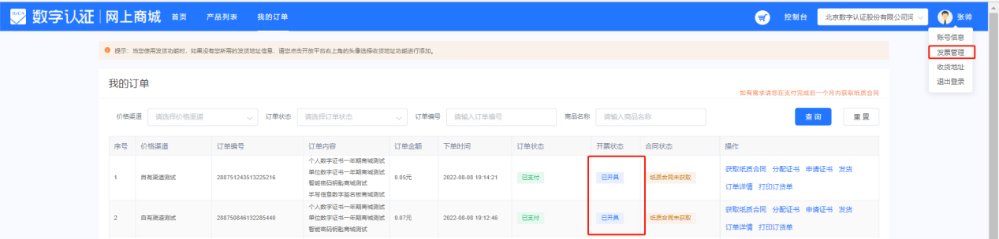 BJCA 数字认证 网上商城 首页 产品列表 我的订单 控制台 北京数字认证股份有限公司河 张帅
账号信息
发票管理
收货地址
退出登录
提示：当您使用发货功能时，如果没有您所需的发货地址信息，请您点击开放平台右上角的头像选择收货地址功能进行添加。
我的订单
如有需求请您在支付完成后一个月内获取纸质合同
价格渠道 请选择价格渠道 订单状态 请选择订单状态 订单编号 请输入订单编号 商品名称 请输入商品名称 查询 重置
序号 价格渠道 订单编号 订单内容 订单金额 下单时间 订单状态 开票状态 合同状态 操作
个人数字证书一年期商城测试
单位数字证书一年期商城测试
智能密码钥匙商城测试
手写信息数字签名板商城测试
1 自有渠道测试 288751243513225216 0.05元 2022-08-08 19:14:21 已支付 已开具 纸质合同未获取
获取纸质合同 分配证书 申请证书 发货
订单详情 打印订货单
个人数字证书一年期商城测试
单位数字证书一年期商城测试
智能密码钥匙商城测试
2 自有渠道测试 288750846132285440 0.07元 2022-08-08 19:12:46 已支付 已开具 纸质合同未获取
获取纸质合同 分配证书 申请证书 发货
订单详情 打印订货单